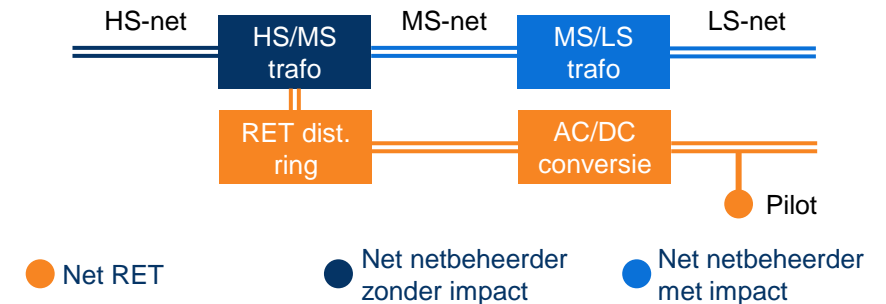 HS-net
MS-net
LS-net
HS/MS
trafo
MS/LS
trafo
RET dist.
ring
AC/DC
conversie
Pilot
Net RET
Net netbeheerder
zonder impact
Net netbeheerder
met impact